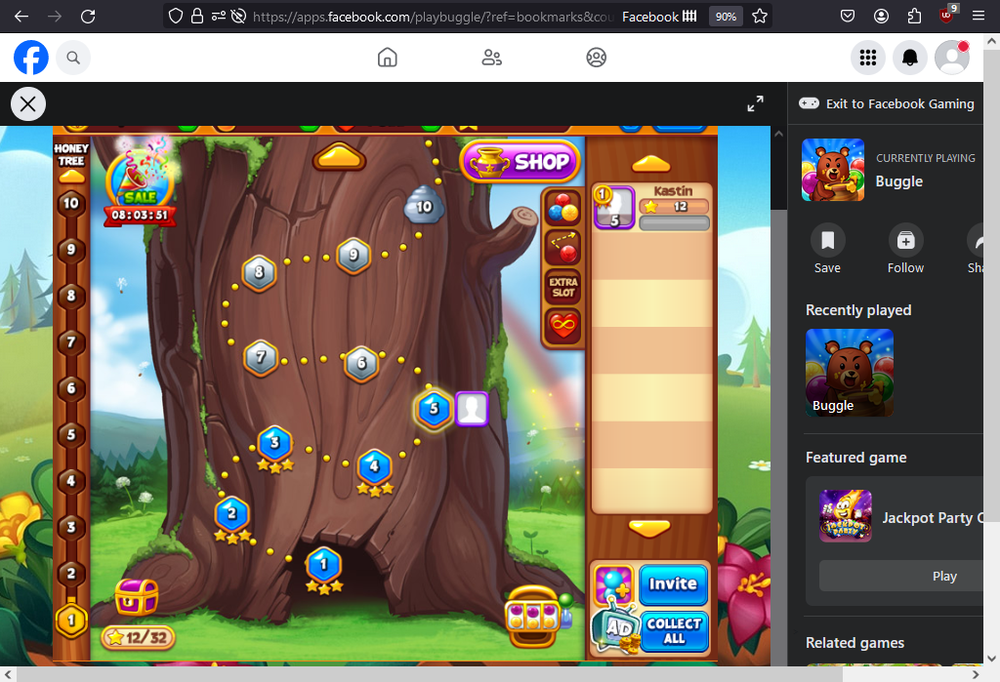 https://apps.facebook.com/playbuggle/?ref=bookmarks&cou
Facebook
90%
9
Exit to Facebook Gaming
CURRENTLY PLAYING
Buggle
Save
Follow
Sha
Recently played
Buggle
Featured game
Jackpot Party C
JACKPOT PARTY
Play
Related games
HONEY TREE
10
9
8
7
6
5
4
3
2
1
SALE
08:03:51
SHOP
10
9
8
7
6
5
3
4
2
1
12/32
EXTRA SLOT
1
Kastin
12
5
Invite
AD
COLLECT ALL